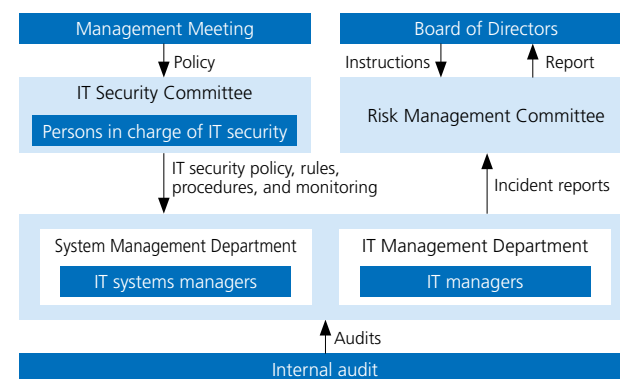 Management Meeting
Board of Directors
Policy
Instructions
Report
IT Security Committee
Persons in charge of IT security
Risk Management Committee
IT security policy, rules,
procedures, and monitoring
Incident reports
System Management Department
IT systems managers
IT Management Department
IT managers
Audits
Internal audit